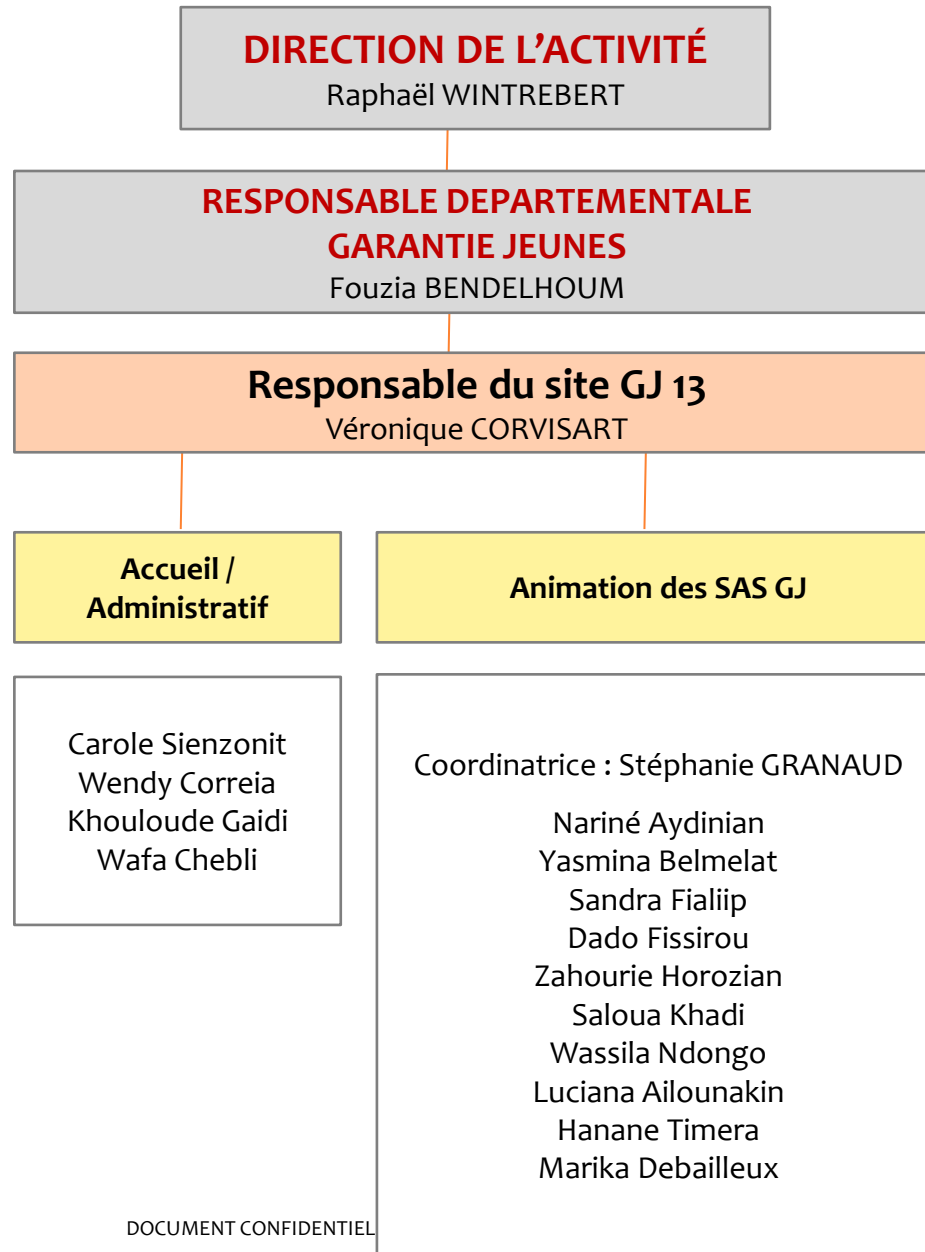 DIRECTION DE L’ACTIVITÉ
Raphaël WINTREBERT
RESPONSABLE DEPARTEMENTALE
GARANTIE JEUNES
Fouzia BENDELHOUM
Responsable du site GJ 13
Véronique CORVISART
Accueil /
Administratif
Animation des SAS GJ
Carole Sienzonit
Wendy Correia
Khouloude Gaidi
Wafa Chebli
Coordinatrice : Stéphanie GRANAUD
Nariné Aydinian
Yasmina Belmelat
Sandra Fialiip
Dado Fissirou
Zahourie Horozian
Saloua Khadi
Wassila Ndongo
Luciana Ailounakin
Hanane Timera
Marika Debailleux
DOCUMENT CONFIDENTIEL